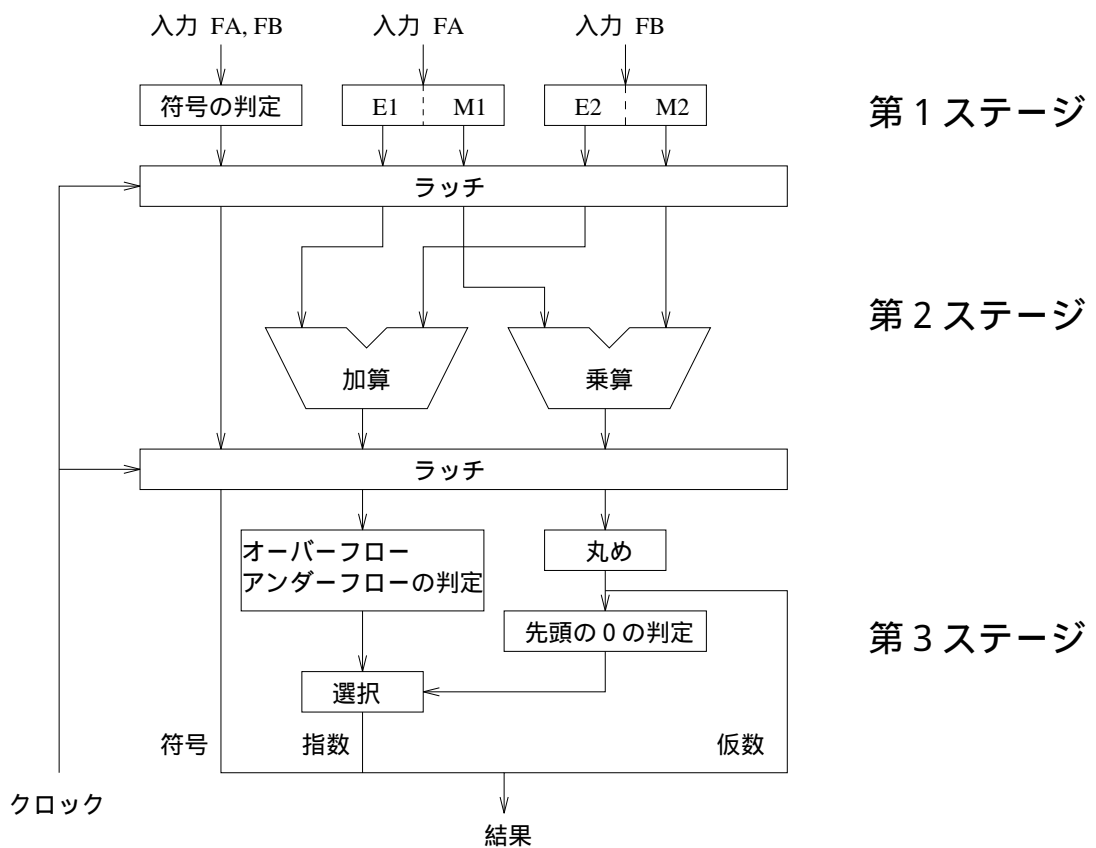 入力 FA, FB
入力 FA
入力 FB
符号の判定
E1
M1
E2
M2
第 1 ステージ
ラッチ
第 2 ステージ
加算
乗算
ラッチ
オーバーフロー
アンダーフローの判定
丸め
先頭の 0 の判定
第 3 ステージ
選択
符号
指数
仮数
クロック
結果